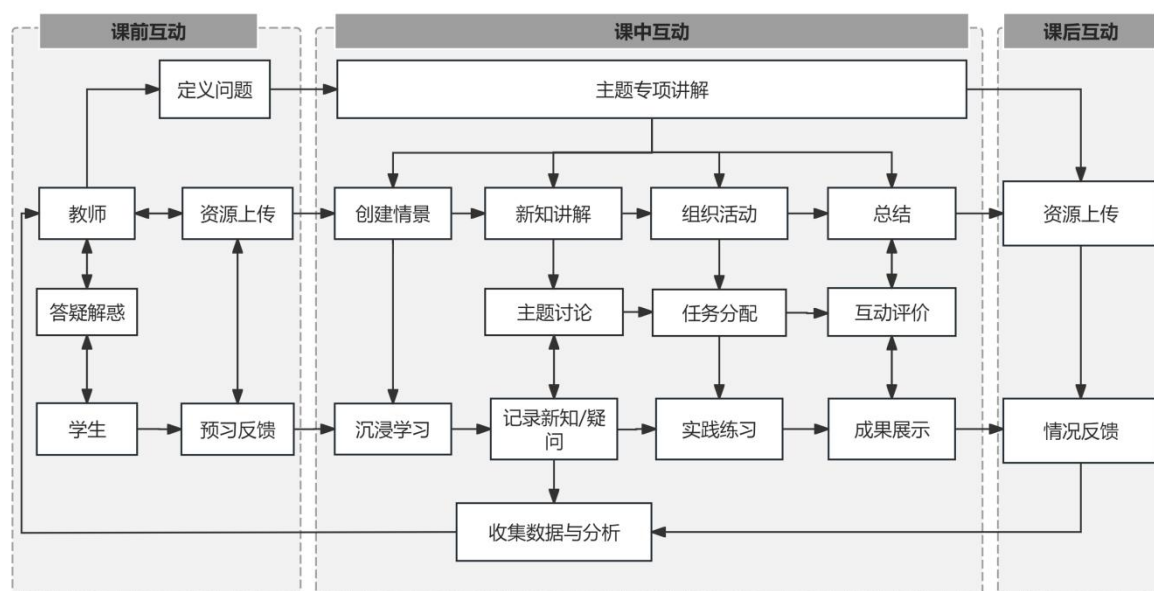 课前互动
课中互动
课后互动
定义问题
主题专项讲解
教师
资源上传
创建情景
新知讲解
组织活动
总结
资源上传
答疑解惑
主题讨论
任务分配
互动评价
学生
预习反馈
沉浸学习
记录新知/疑
问
实践练习
成果展示
情况反馈
收集数据与分析